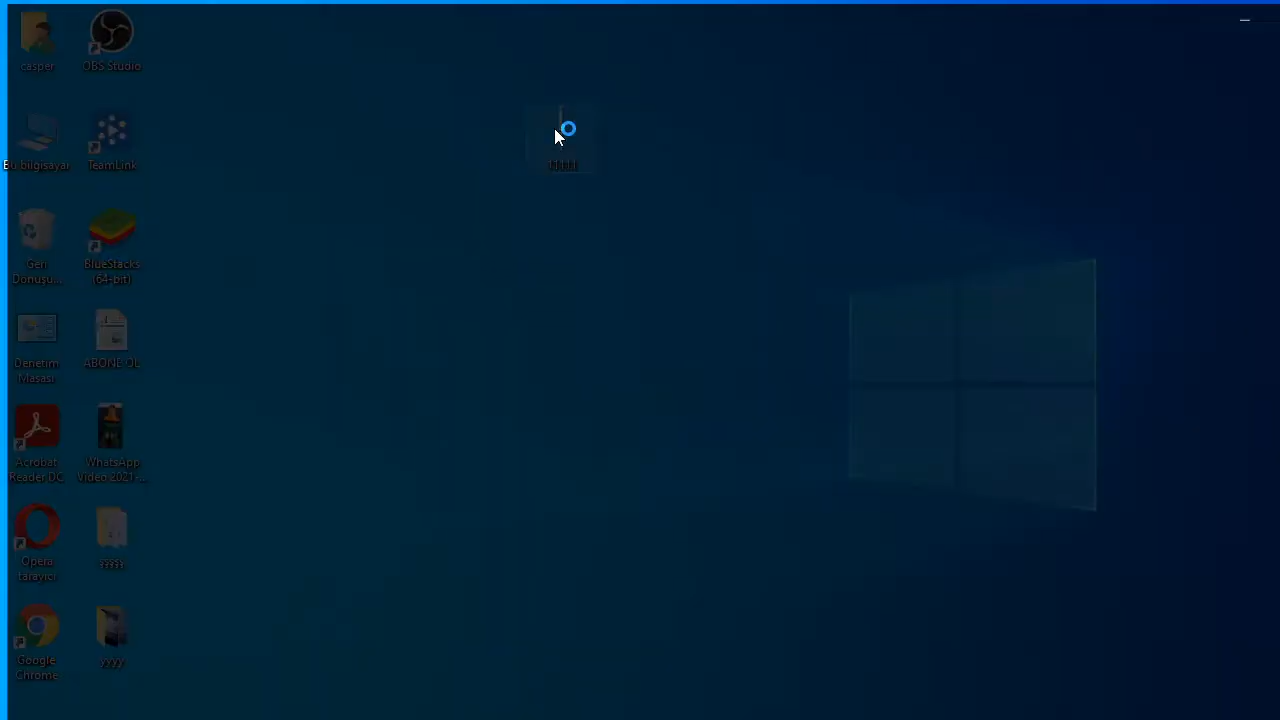 casper
OBS Studio
Bu bilgisayar
TeamLink
Geri
Dönüşü...
BlueStacks
(64-bit)
Denetim
Masası
ABONE OL
Acrobat
Reader DC
WhatsApp
Video 2021-...
Opera
tarayıcı
Google
Chrome
yyyy